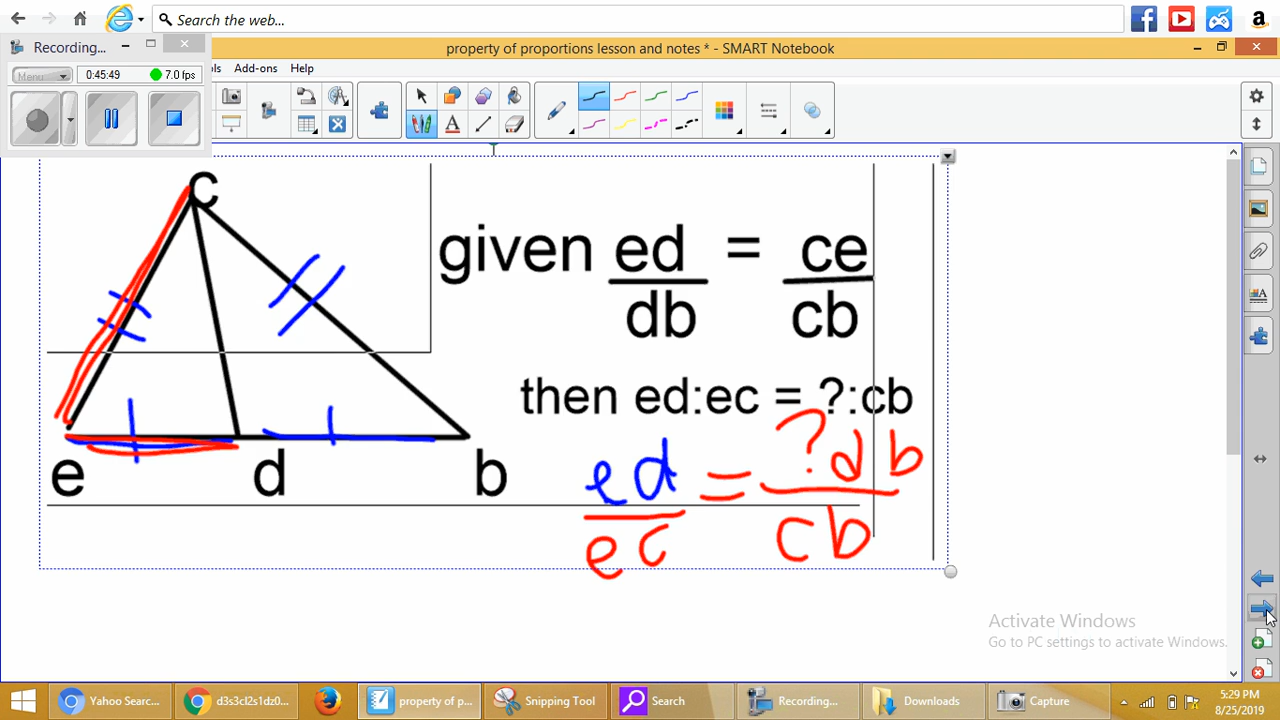 Search the web...
Recording...
property of proportions lesson and notes * - SMART Notebook
Menu
0:45:49
7.0 fps
ols
Add-ons
Help
c
given ed = ce
db cb
then ed:ec = ?:cb
e d b
ed = ?db
ec cb
Activate Windows
Go to PC settings to activate Windows.
Yahoo Searc...
d3s3cl2s1dz0...
property of p...
Snipping Tool
Search
Recording...
Downloads
Capture
5:29 PM
8/25/2019